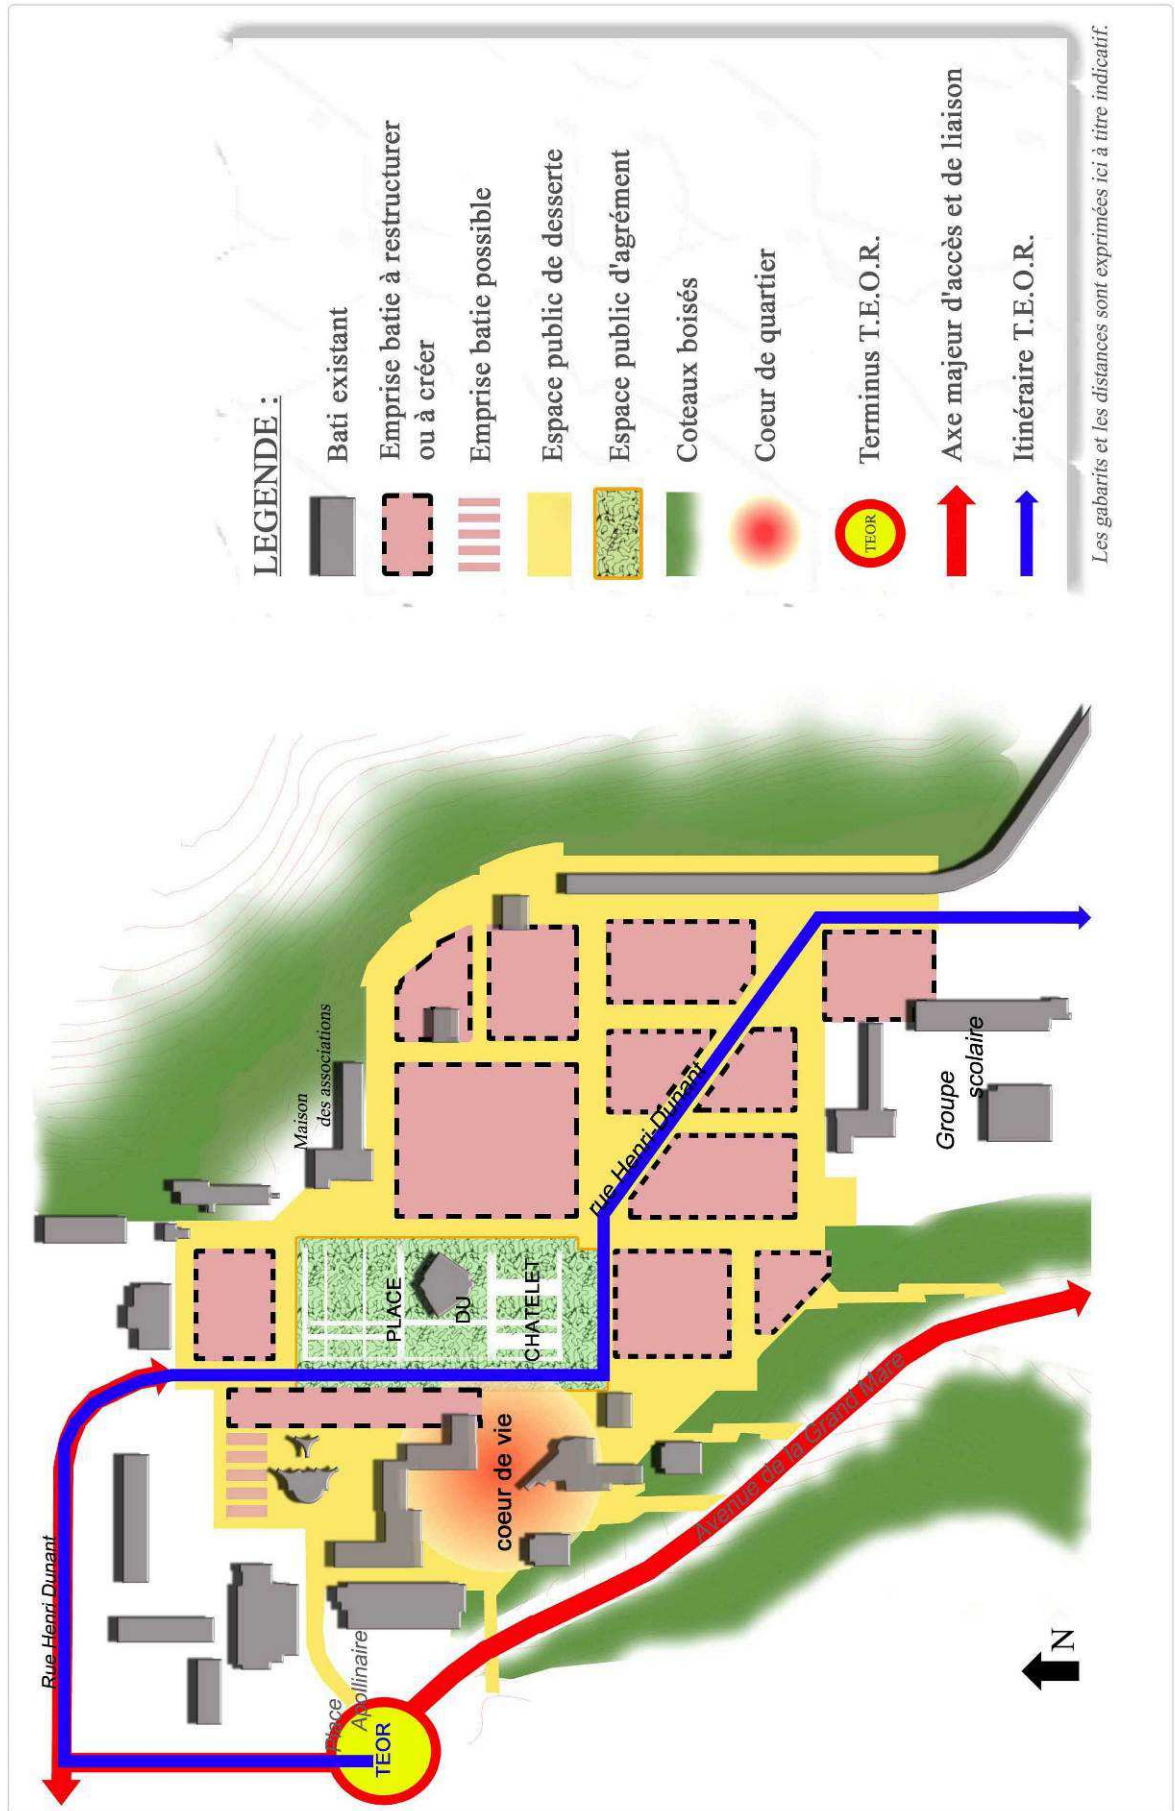 LEGENDE :
Bati existant
Emprise batie à restructurer
ou à créer
Emprise batie possible
Espace public de desserte
Espace public d'agrément
Coteaux boisés
Coeur de quartier
TEOR
Terminus T.E.O.R.
Axe majeur d'accès et de liaison
Itinéraire T.E.O.R.
Les gabarits et les distances sont exprimées ici à titre indicatif.
Rue Henri Dunant
Maison
des associations
PLACE
DU
CHATELET
rue Henri-Dunant
coeur de vie
Place
Apollinaire
TEOR
Avenue de la Grand Mare
Groupe
scolaire
N